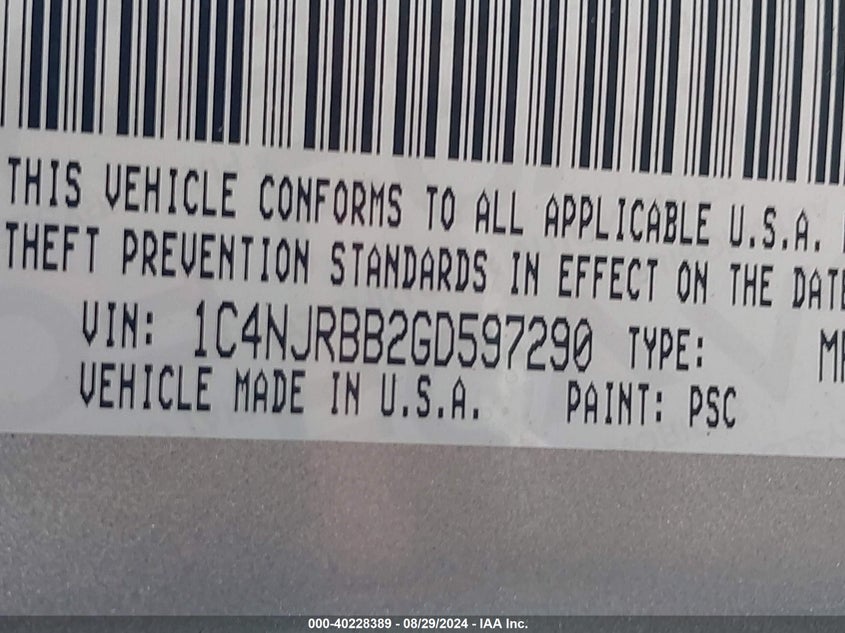 THIS VEHICLE CONFORMS TO ALL APPLICABLE U.S.A.
THEFT PREVENTION STANDARDS IN EFFECT ON THE DATE
VIN: 1C4NJRBB2GD597290 TYPE:
VEHICLE MADE IN U.S.A. PAINT: PSC
000-40228389 - 08/29/2024 - IAA Inc.